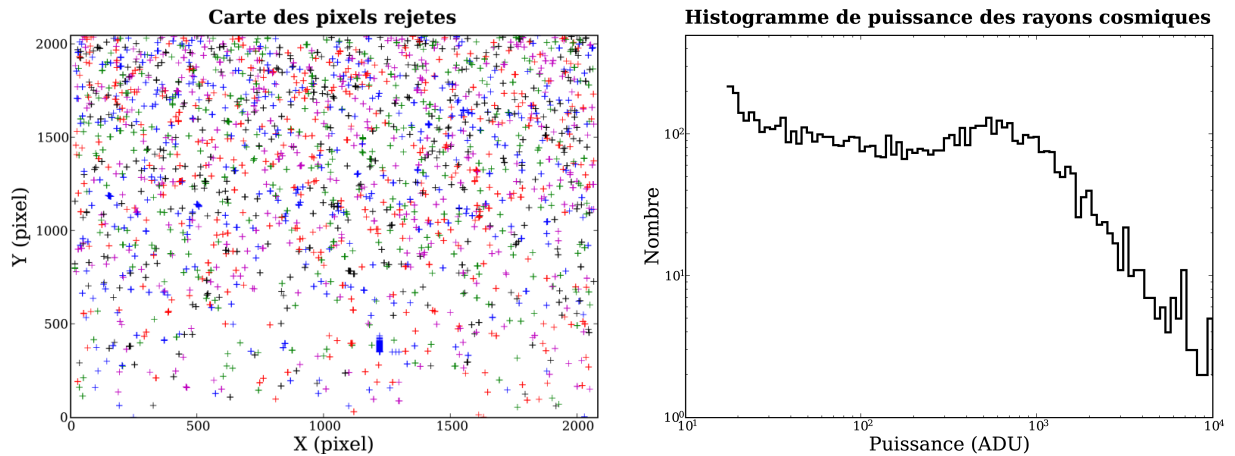 Carte des pixels rejetes
2000
1500
1000
500
0
0
500
1000
1500
2000
Y (pixel)
X (pixel)
Histogramme de puissance des rayons cosmiques
10²
10¹
10⁰
10¹
10²
10³
10⁴
Nombre
Puissance (ADU)